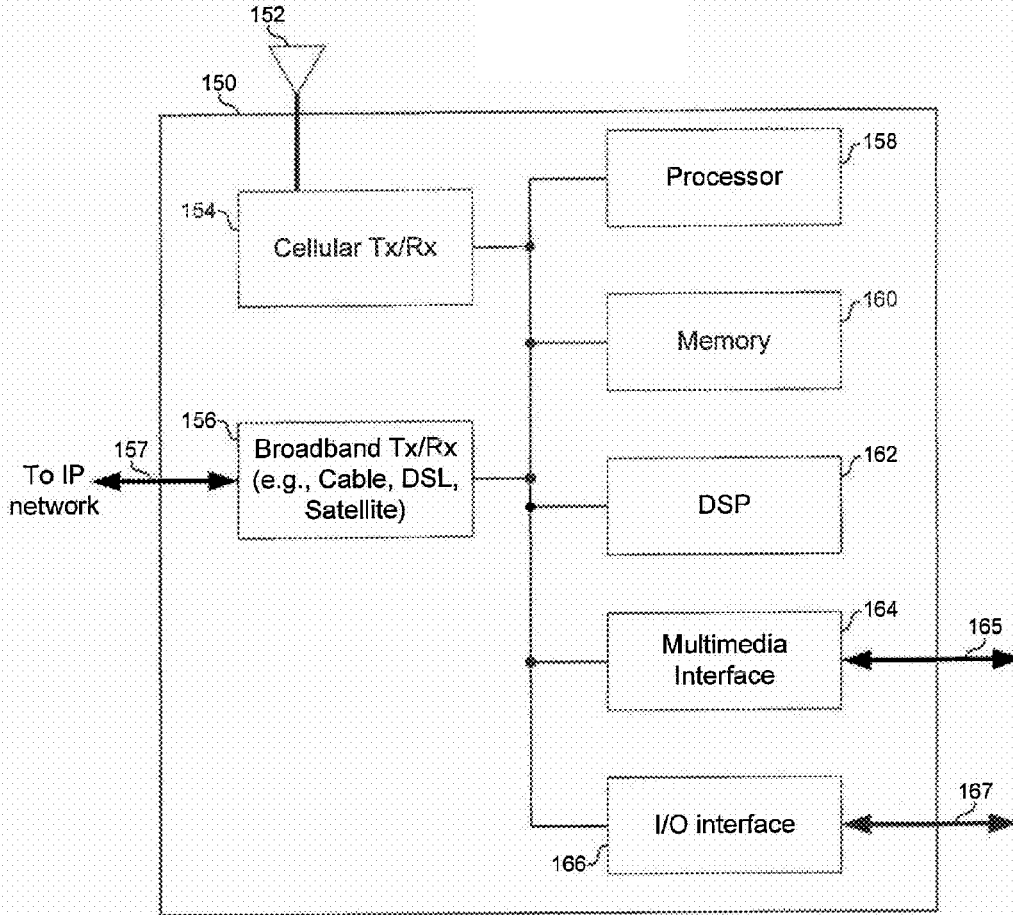 152
150
158
Processor
154
Cellular Tx/Rx
160
Memory
156
157
Broadband Tx/Rx
(e.g., Cable, DSL,
Satellite)
To IP
network
162
DSP
164
Multimedia
Interface
165
I/O interface
166
167